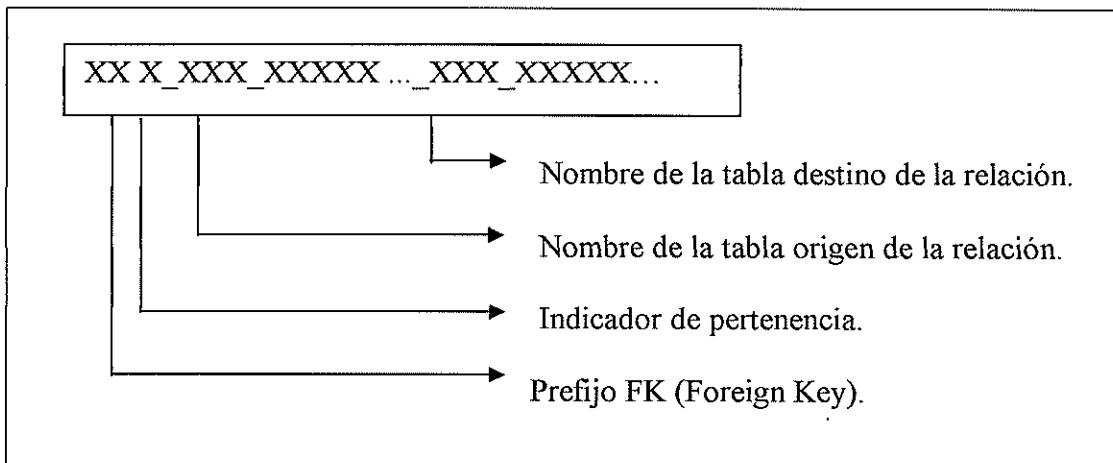 XX X_XXX_XXXXX ..._XXX_XXXXX...
Nombre de la tabla destino de la relación.
Nombre de la tabla origen de la relación.
Indicador de pertenencia.
Prefijo FK (Foreign Key).